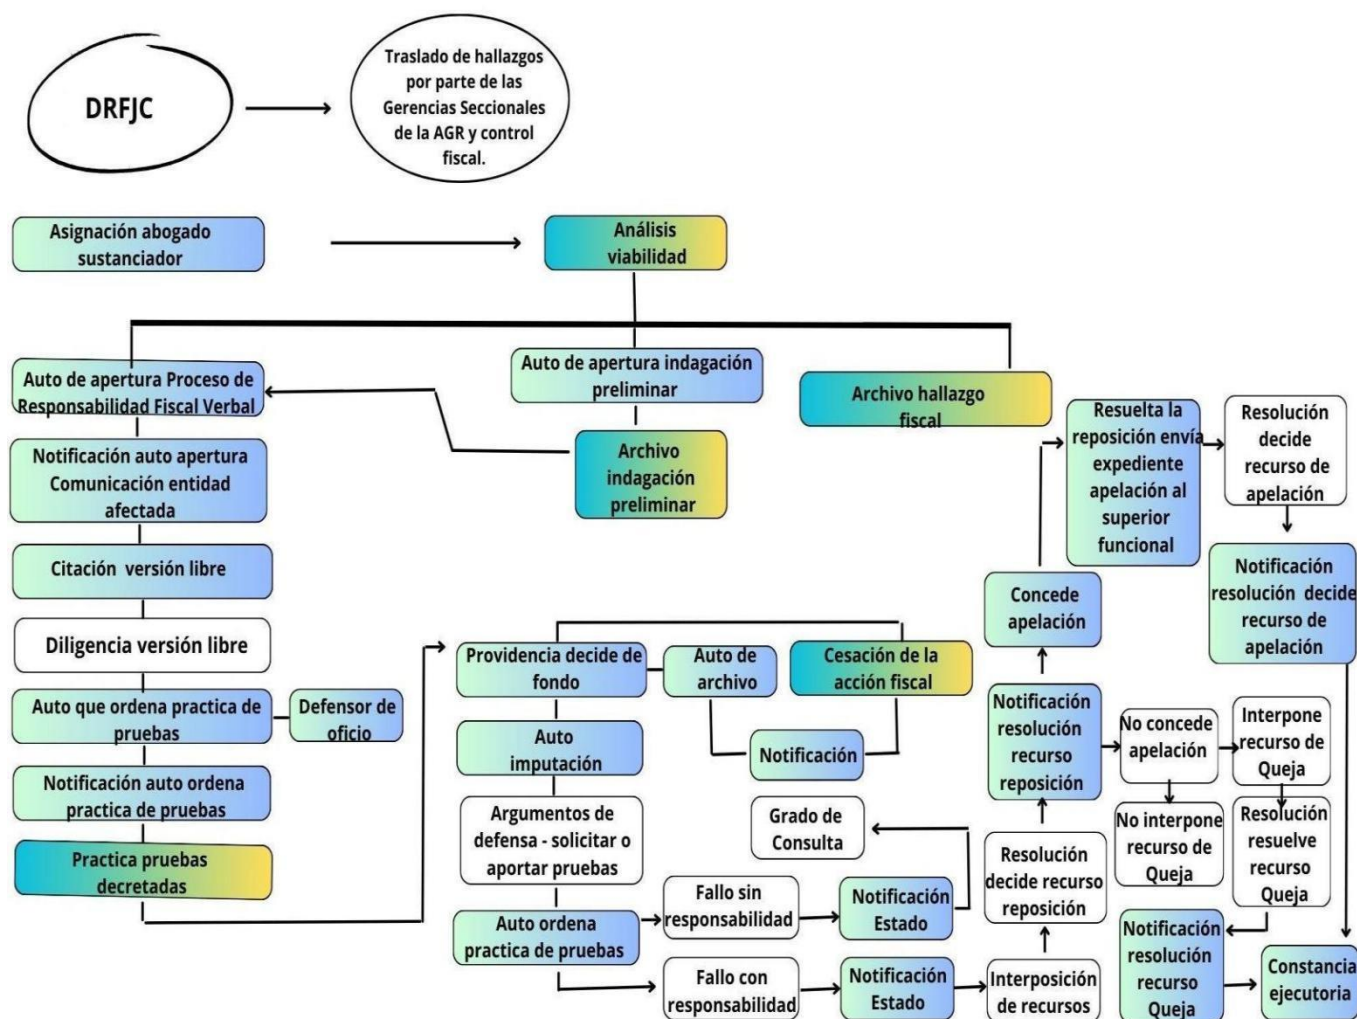 DRFJC
Traslado de hallazgos
por parte de las
Gerencias Seccionales
de la AGR y control
fiscal.
Asignación abogado
sustanciador
Análisis
viabilidad
Auto de apertura Proceso de
Responsabilidad Fiscal Verbal
Auto de apertura indagación
preliminar
Archivo hallazgo
fiscal
Archivo
indagación
preliminar
Notificación auto apertura
Comunicación entidad
afectada
Citación versión libre
Diligencia versión libre
Auto que ordena practica de
pruebas
Defensor de
oficio
Notificación auto ordena
practica de pruebas
Practica pruebas
decretadas
Providencia decide de
fondo
Auto de
archivo
Cesación de la
acción fiscal
Notificación
Auto
imputación
Argumentos de
defensa - solicitar o
aportar pruebas
Grado de
Consulta
Auto ordena
practica de pruebas
Fallo sin
responsabilidad
Notificación
Estado
Fallo con
responsabilidad
Notificación
Estado
Interposición
de recursos
Resolución
decide recurso
reposición
Notificación
resolución
recurso
reposición
Concede
apelación
Resuelta la
reposición envía
expediente
apelación al
superior
funcional
Resolución
decide
recurso de
apelación
Notificación
resolución decide
recurso de
apelación
No concede
apelación
Interpone
recurso de
Queja
No interpone
recurso de
Queja
Resolución
resuelve
recurso
Queja
Notificación
resolución
recurso
Queja
Constancia
ejecutoria